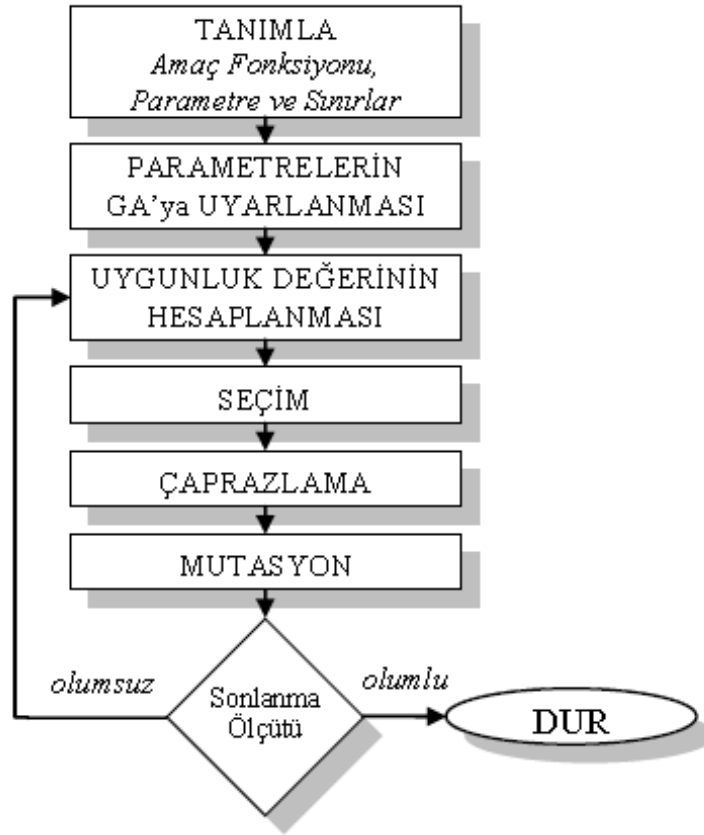 TANIMLA
Amaç Fonksiyonu,
Parametre ve Sınırlar
PARAMETRELERİN
GA'ya UYARLANMASI
UYGUNLUK DEĞERİNİN
HESAPLANMASI
SEÇİM
ÇAPRAZLAMA
MUTASYON
olumsuz
Sonlanma
Ölçütü
olumlu
DUR